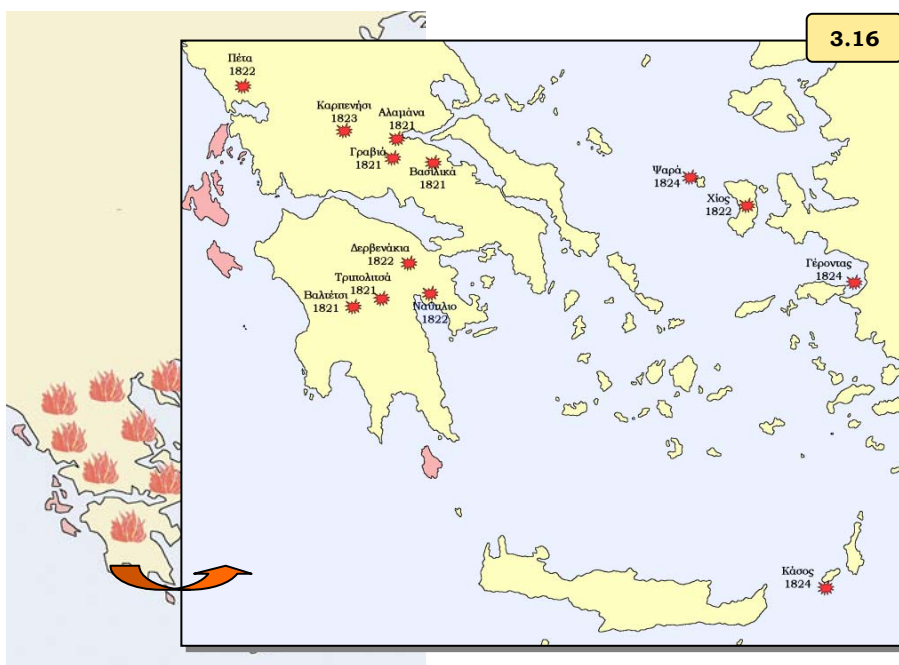 3.16
Πέτα
1822
Καρπενήσι
1823
Αλαμάνα
1821
Γραβιά
1821
Βασιλικά
1821
Ψαρά
1824
Χίος
1822
Δερβενάκια
1822
Γέροντας
1824
Τριπολιτσά
1821
Βαλτέτσι
1821
Ναύπλιο
1822
Κάσος
1824